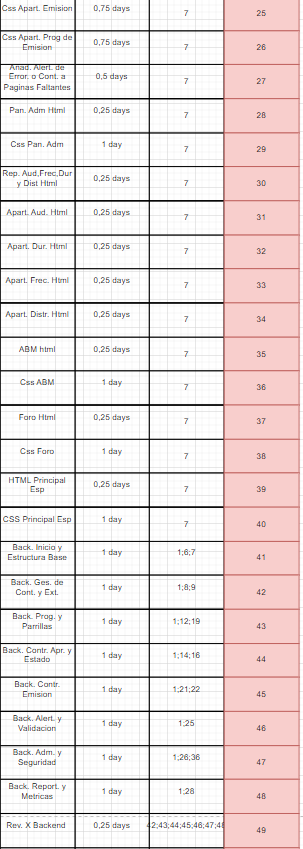 Css Apart. Emision 0,75 days 7 25
Css Apart. Prog de
Emision 0,75 days 7 26
Anad. Alert. de
Error. o Cont. a
Paginas Faltantes 0,5 days 7 27
Pan. Adm Html 0,25 days 7 28
Css Pan. Adm 1 day 7 29
Rep. Aud,Frec,Dur
y Dist Html 0,25 days 7 30
Apart. Aud. Html 0,25 days 7 31
Apart. Dur. Html 0,25 days 7 32
Apart. Frec. Html 0,25 days 7 33
Apart. Distr. Html 0,25 days 7 34
ABM html 0,25 days 7 35
Css ABM 1 day 7 36
Foro Html 0,25 days 7 37
Css Foro 1 day 7 38
HTML Principal
Esp 0,25 days 7 39
CSS Principal Esp 1 day 7 40
Back. Inicio y
Estructura Base 1 day 1;6;7 41
Back. Ges. de
Cont. y Ext. 1 day 1;8;9 42
Back. Prog. y
Parrillas 1 day 1;12;19 43
Back. Contr. Apr. y
Estado 1 day 1;14;16 44
Back. Contr.
Emision 1 day 1;21;22 45
Back. Alert. y
Validacion 1 day 1;25 46
Back. Adm. y
Seguridad 1 day 1;26;36 47
Back. Report. y
Metricas 1 day 1;28 48
Rev. X Backend 0,25 days 42;43;44;45;46;47;48 49